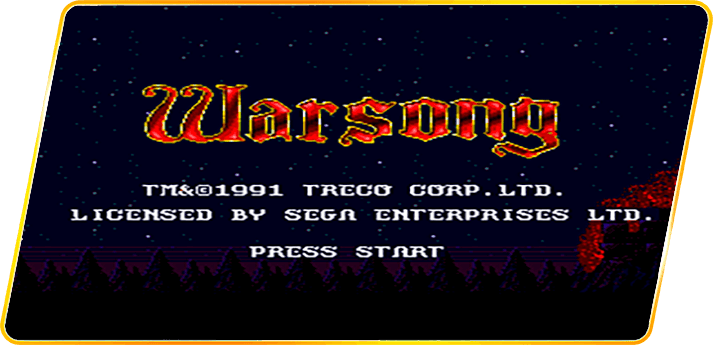 Warsong
TM&©1991 TRECO CORP.LTD.
LICENSED BY SEGA ENTERPRISES LTD.
PRESS START